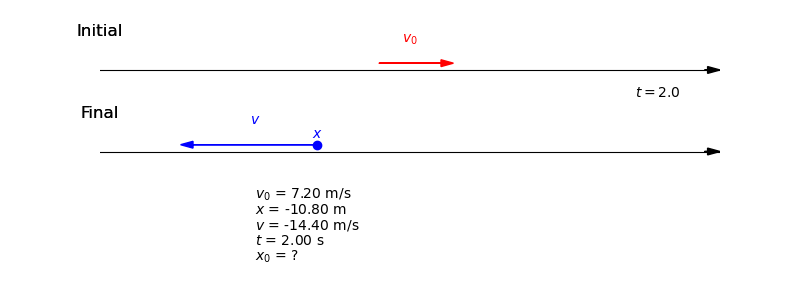 Initial
v₀
t = 2.0
Final
v
x
v₀ = 7.20 m/s
x = -10.80 m
v = -14.40 m/s
t = 2.00 s
x₀ = ?